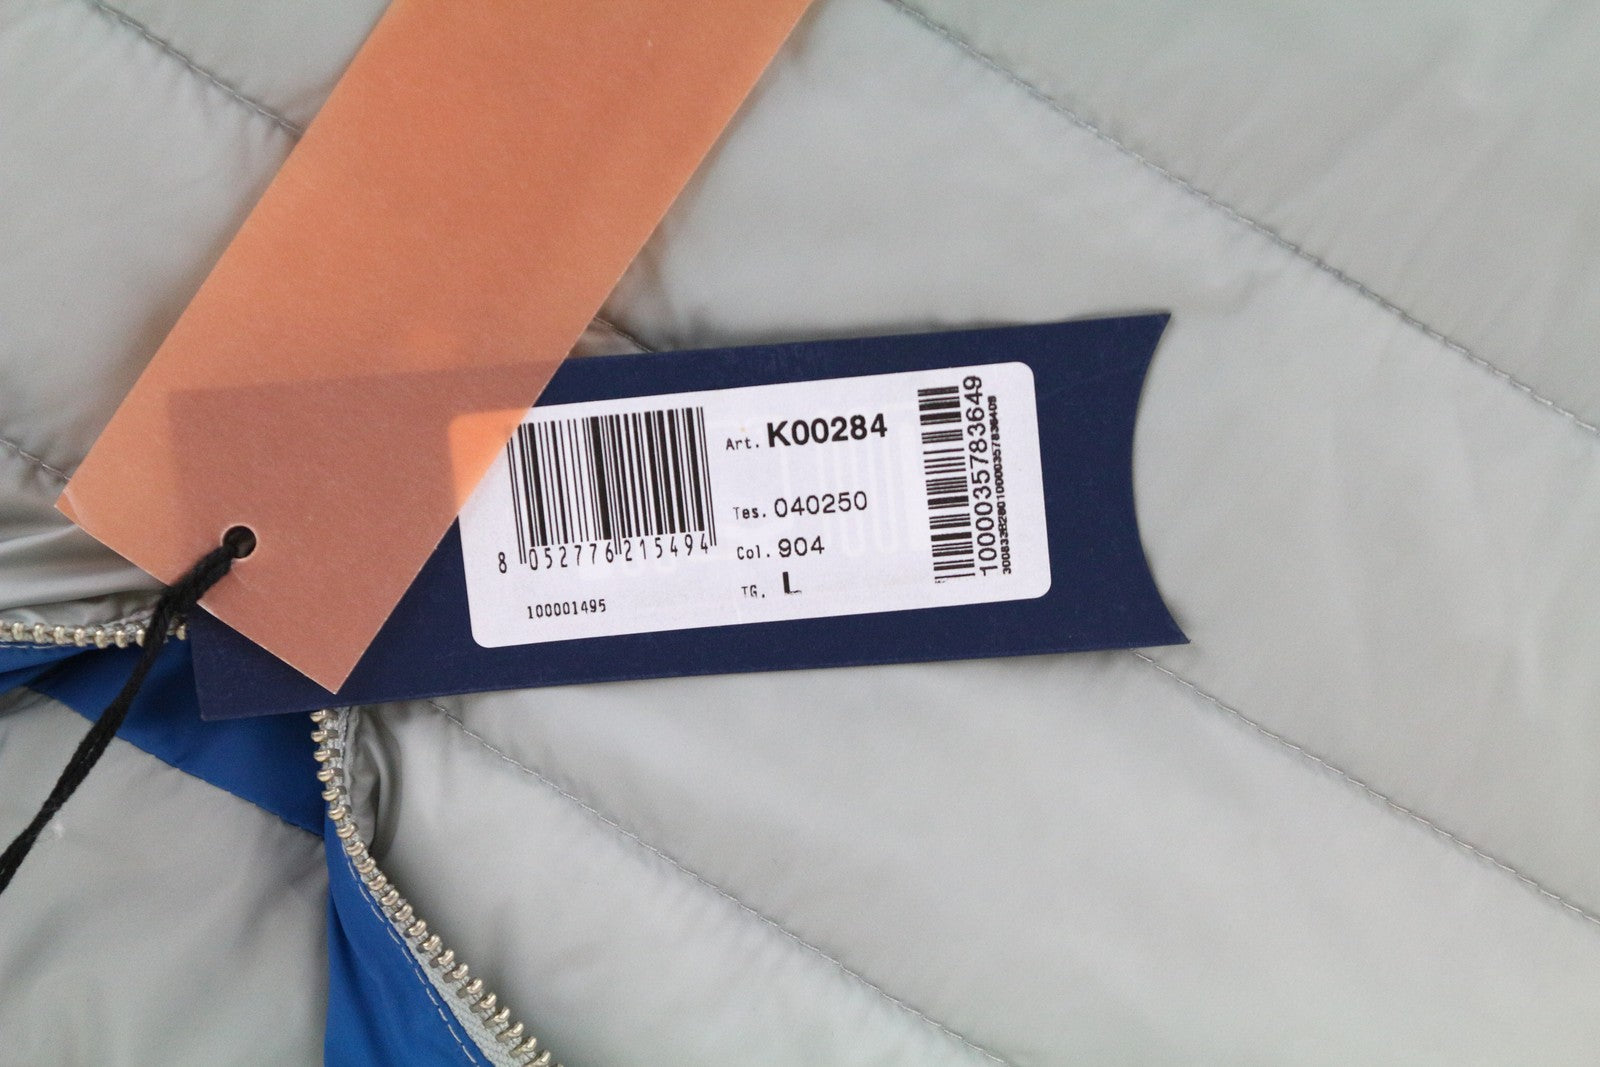 8 052776 215494
100001495
Art. K00284
Tes. 040250
Col. 904
TG. L
1000035783649